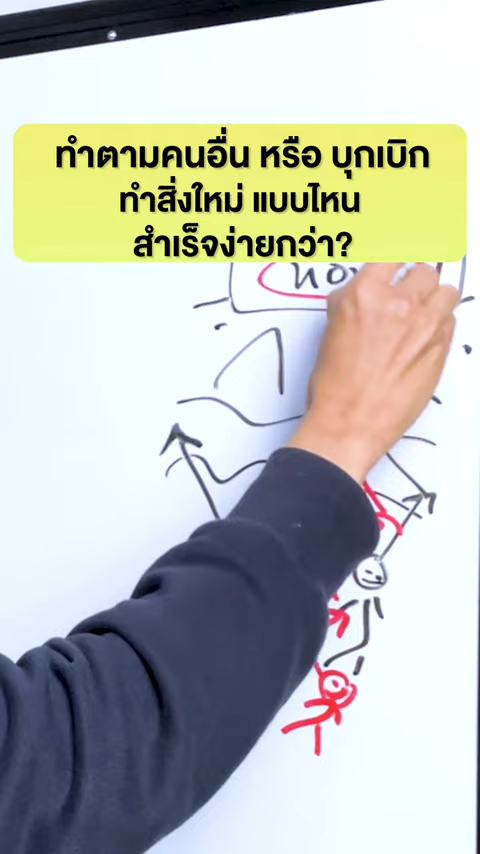 ทำตามคนอื่น หรือ บุกเบิก
ทำสิ่งใหม่ แบบไหน
สำเร็จง่ายกว่า?